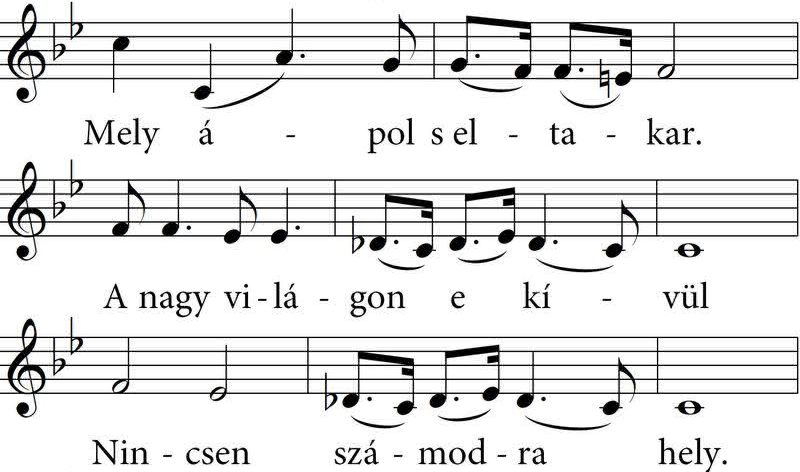 Mely á - pol s el - ta - kar.
A nagy vi - lá - gon e kí - vül
Nin - csen szá - mod - ra hely.